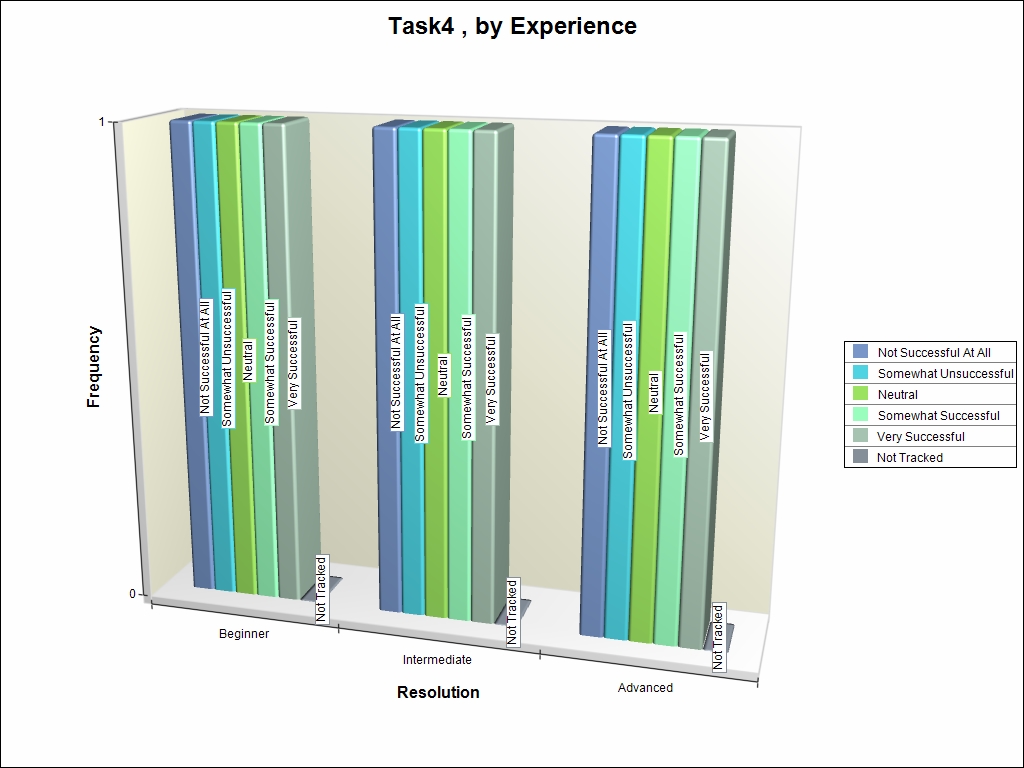 Task4 , by Experience
1
0
Frequency
Not Successful At All
Somewhat Unsuccessful
Neutral
Somewhat Successful
Very Successful
Not Tracked
Not Successful At All
Somewhat Unsuccessful
Neutral
Somewhat Successful
Very Successful
Not Tracked
Not Successful At All
Somewhat Unsuccessful
Neutral
Somewhat Successful
Very Successful
Not Tracked
Beginner
Intermediate
Advanced
Resolution
Not Successful At All
Somewhat Unsuccessful
Neutral
Somewhat Successful
Very Successful
Not Tracked